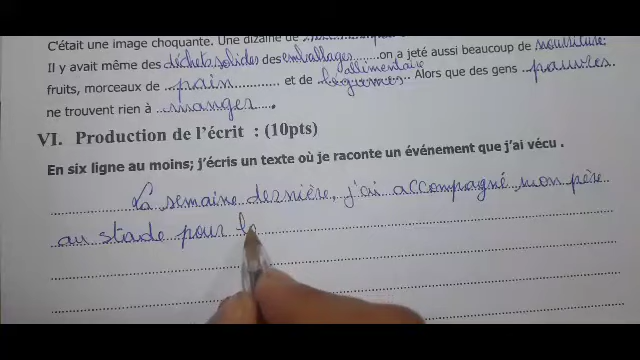 C'était une image choquante. Une dizaine de
Il y avait même des déchets solides des emballages on a jeté aussi beaucoup de nourriture
allimentaire
fruits, morceaux de pain et de légumes. Alors que des gens pauvres.
ne trouvent rien à manger.
VI. Production de l'écrit : (10pts)
En six ligne au moins; j'écris un texte où je raconte un événement que j'ai vécu .
La semaine dernière, j'ai accompagné mon père
au stade pour